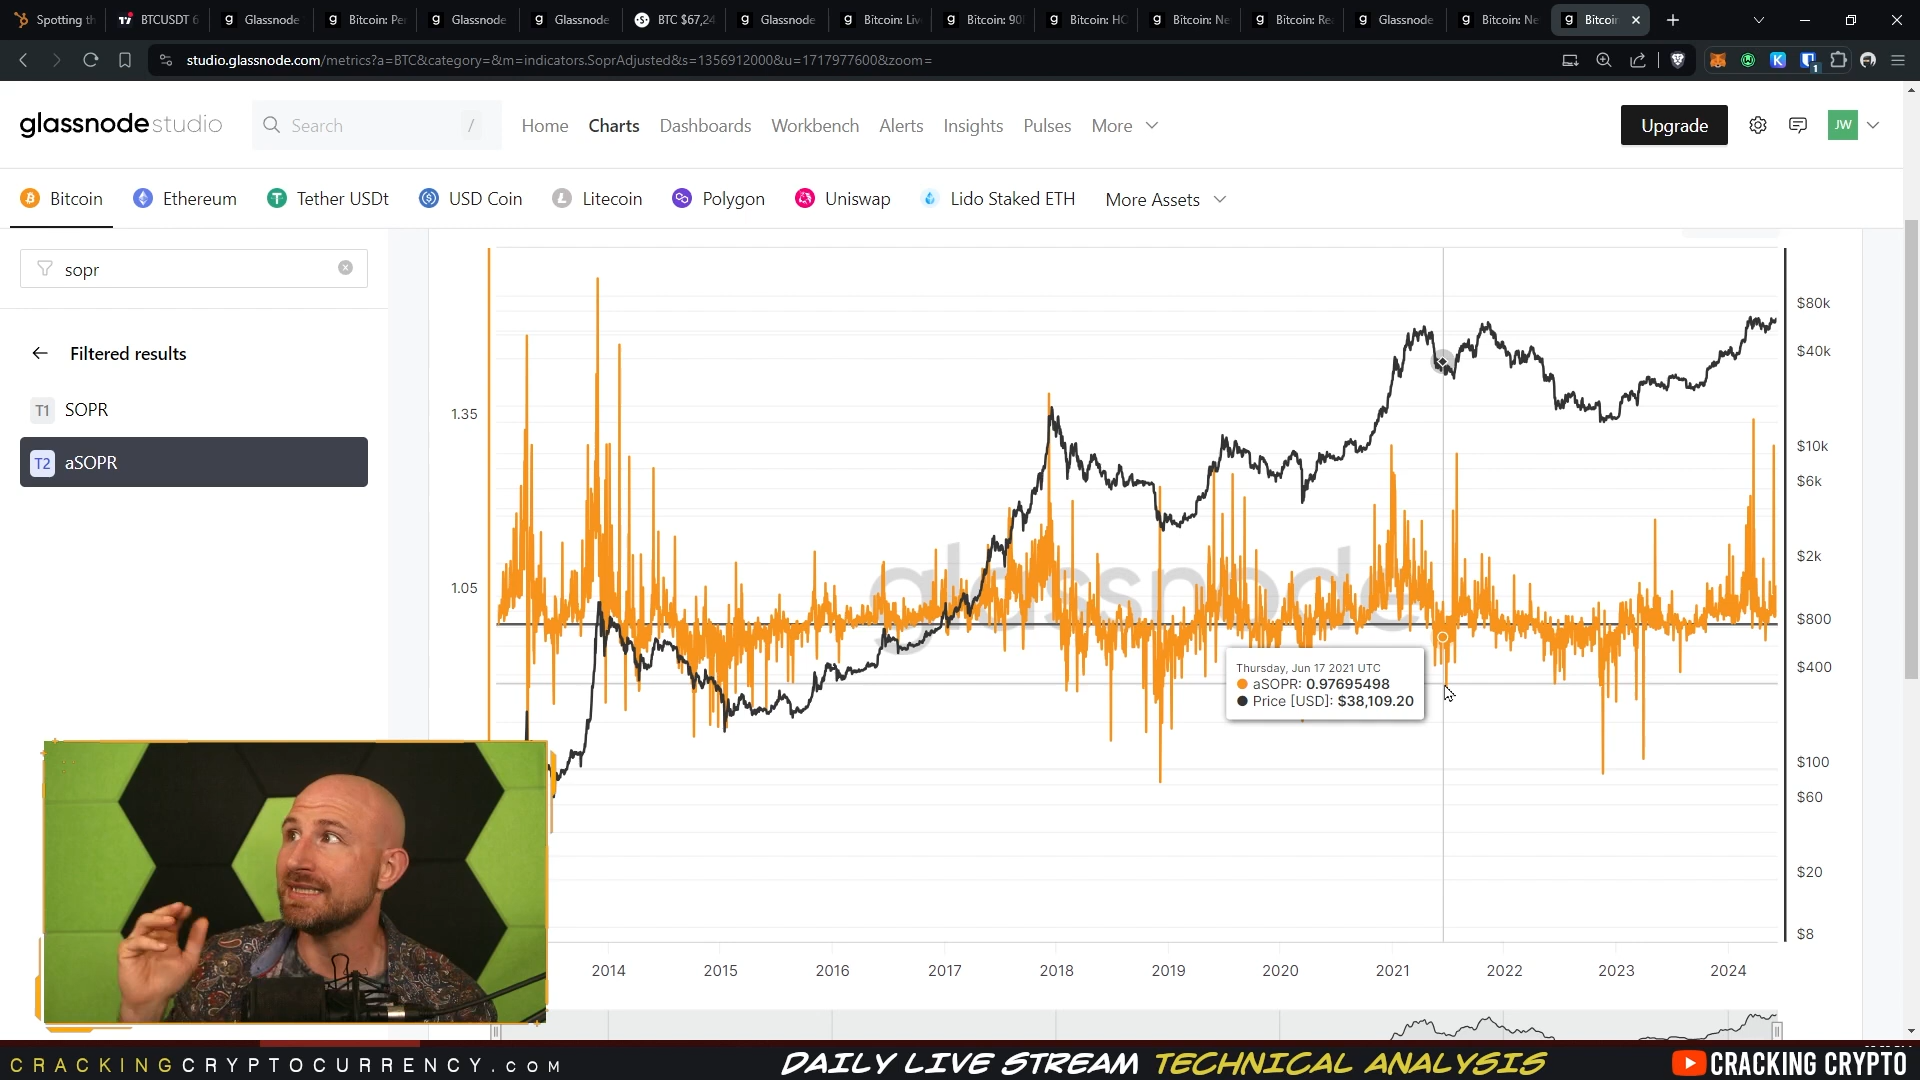 Spotting th
BTCUSDT 6
Glassnode
Bitcoin: Pe
Glassnode
Glassnode
BTC $67,24
Glassnode
Bitcoin: Liv
Bitcoin: 90
Bitcoin: HO
Bitcoin: Ne
Bitcoin: Re
Glassnode
Bitcoin: Ne
Bitcoin
studio.glassnode.com/metrics?a=BTC&category=&m=indicators.SoprAdjusted&s=1356912000&u=1717977600&zoom=
glassnodestudio
Search /
Home Charts Dashboards Workbench Alerts Insights Pulses More
Upgrade
JW
Bitcoin Ethereum Tether USDt USD Coin Litecoin Polygon Uniswap Lido Staked ETH More Assets
sopr
Filtered results
T1 SOPR
T2 aSOPR
1.35
1.05
$80k
$40k
$10k
$6k
$2k
$800
$400
$100
$60
$20
$8
glassnode
Thursday, Jun 17 2021 UTC
aSOPR: 0.97695498
Price [USD]: $38,109.20
2014 2015 2016 2017 2018 2019 2020 2021 2022 2023 2024
CRACKINGCRYPTOCURRENCY.COM
DAILY LIVE STREAM TECHNICAL ANALYSIS
CRACKING CRYPTO